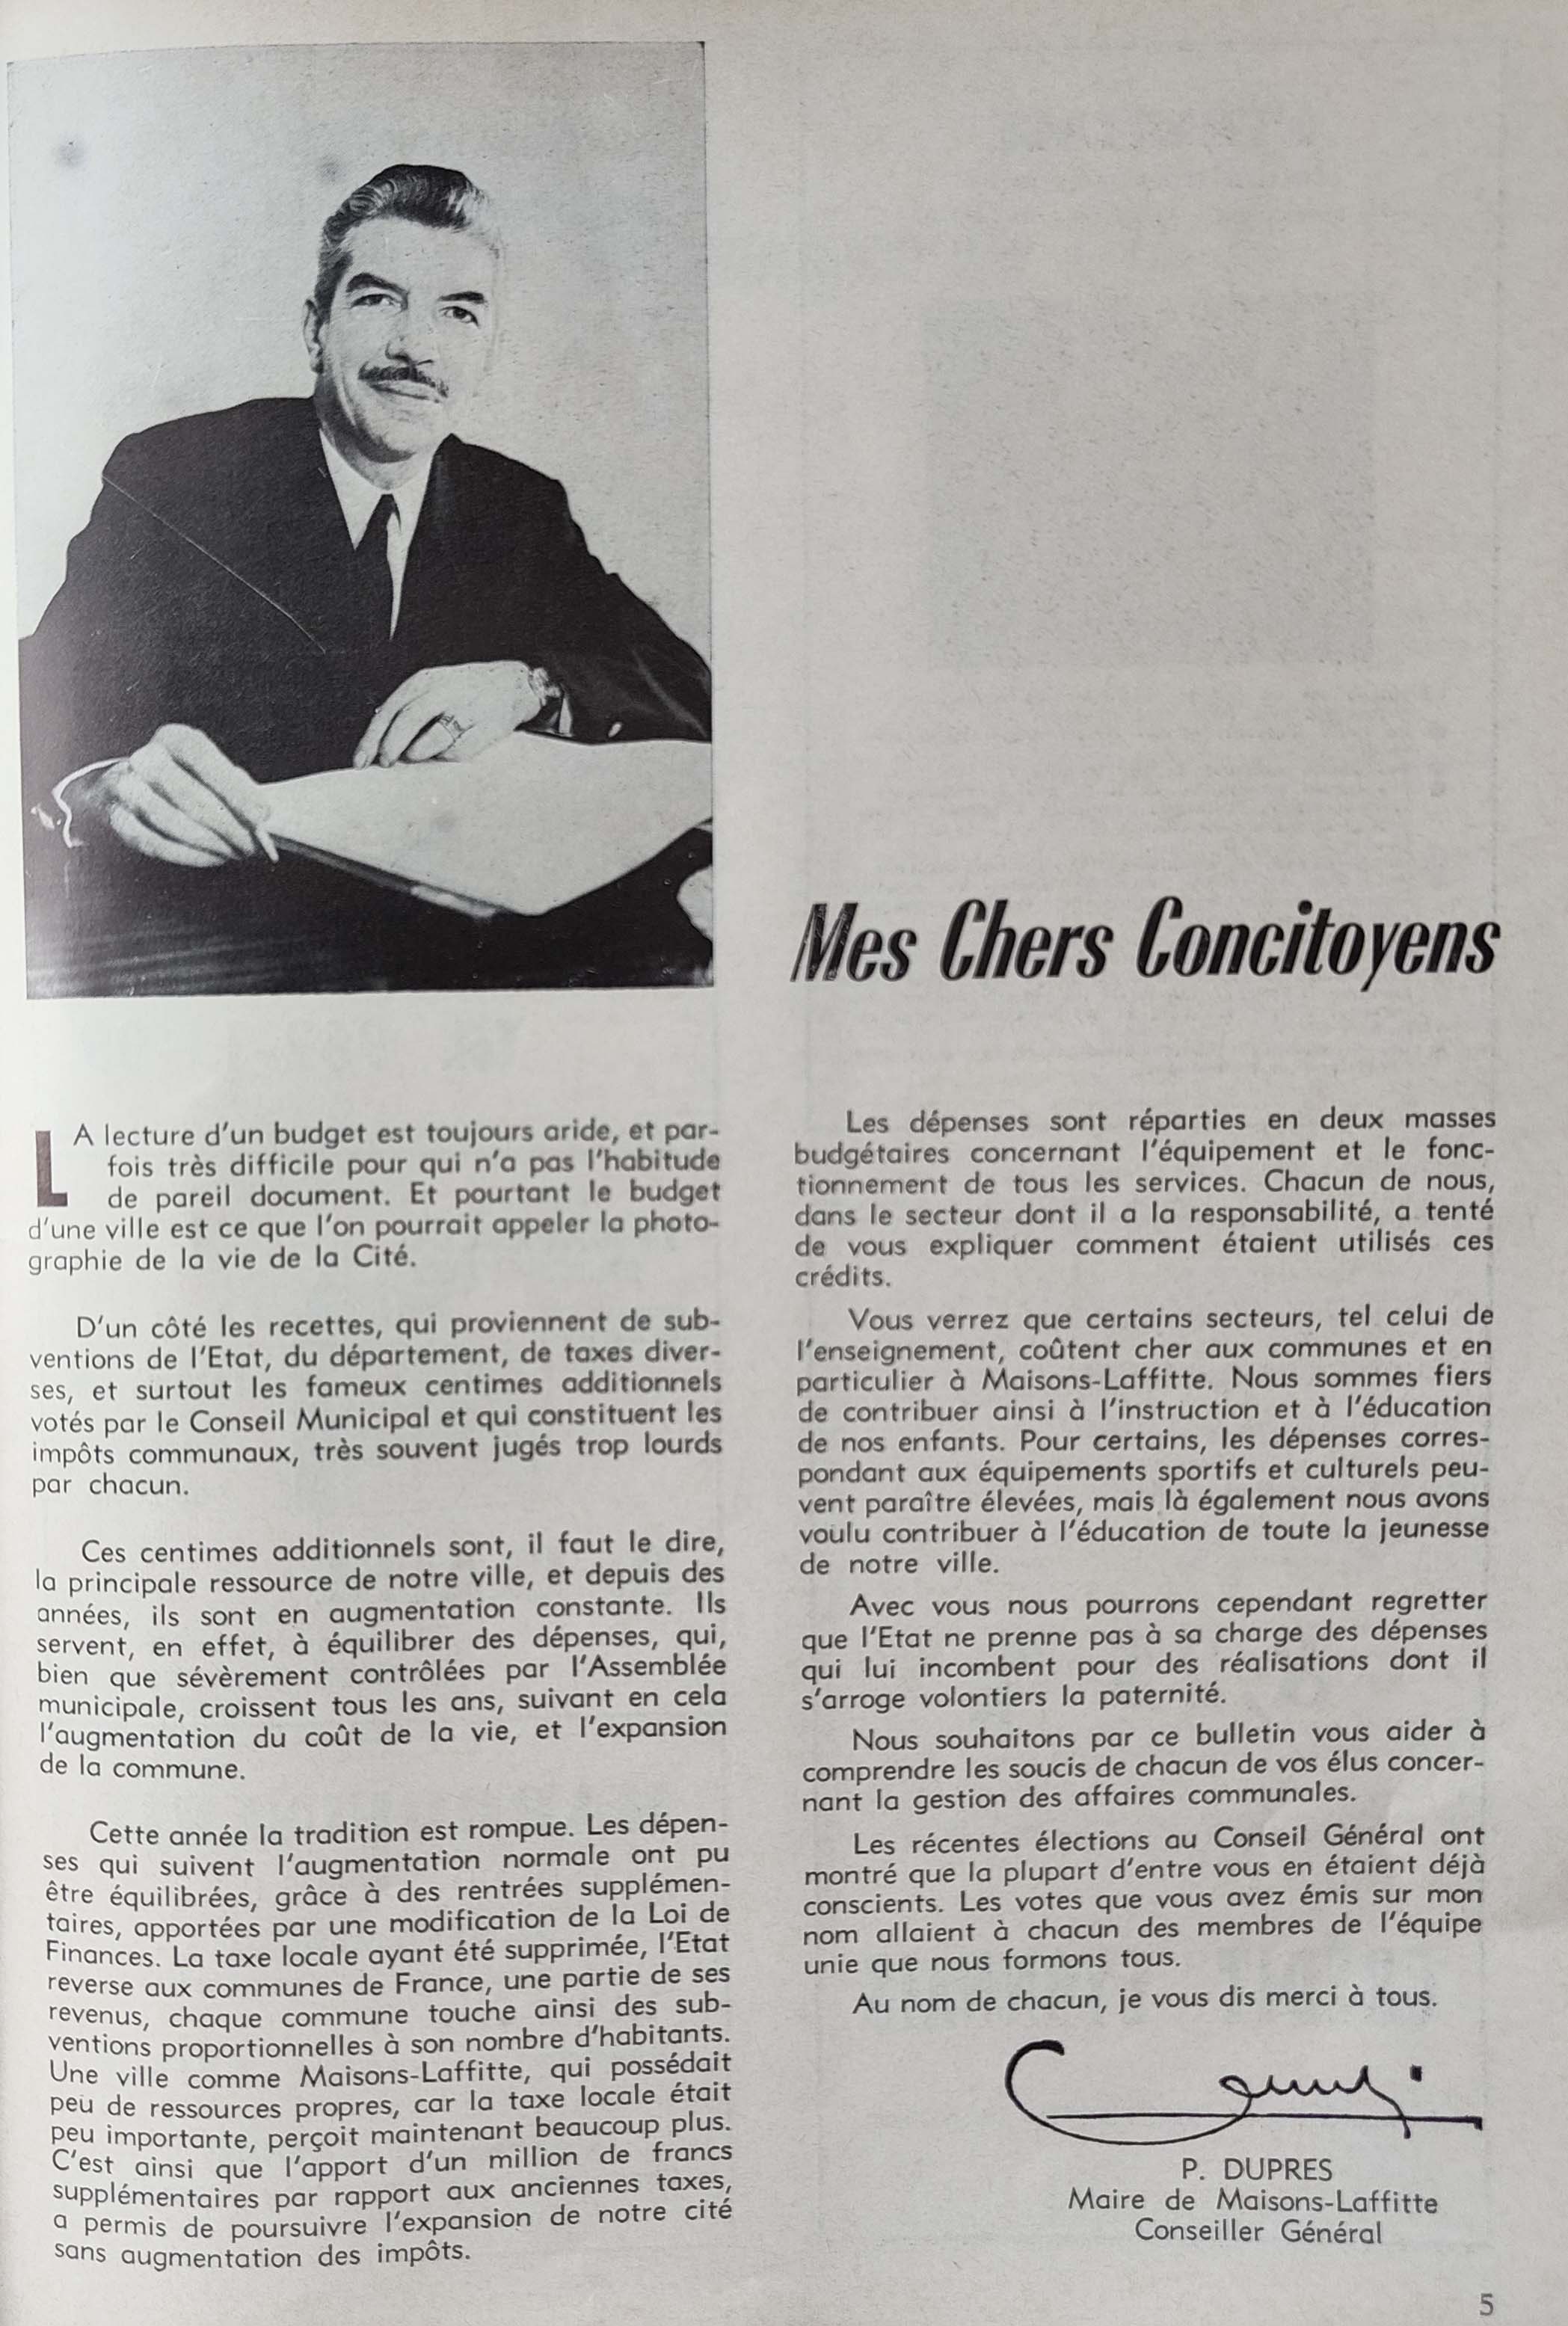 Mes Chers Concitoyens
LA lecture d'un budget est toujours aride, et par-
fois très difficile pour qui n'a pas l'habitude
de pareil document. Et pourtant le budget
d'une ville est ce que l'on pourrait appeler la photo-
graphie de la vie de la Cité.
D'un côté les recettes, qui proviennent de sub-
ventions de l'Etat, du département, de taxes diver-
ses, et surtout les fameux centimes additionnels
votés par le Conseil Municipal et qui constituent les
impôts communaux, très souvent jugés trop lourds
par chacun.
Ces centimes additionnels sont, il faut le dire,
la principale ressource de notre ville, et depuis des
années, ils sont en augmentation constante. Ils
servent, en effet, à équilibrer des dépenses, qui,
bien que sévèrement contrôlées par l'Assemblée
municipale, croissent tous les ans, suivant en cela
l'augmentation du coût de la vie, et l'expansion
de la commune.
Cette année la tradition est rompue. Les dépen-
ses qui suivent l'augmentation normale ont pu
être équilibrées, grâce à des rentrées supplémen-
taires, apportées par une modification de la Loi de
Finances. La taxe locale ayant été supprimée, l'Etat
reverse aux communes de France, une partie de ses
revenus, chaque commune touche ainsi des sub-
ventions proportionnelles à son nombre d'habitants.
Une ville comme Maisons-Laffitte, qui possédait
peu de ressources propres, car la taxe locale était
peu importante, perçoit maintenant beaucoup plus.
C'est ainsi que l'apport d'un million de francs
supplémentaires par rapport aux anciennes taxes,
a permis de poursuivre l'expansion de notre cité
sans augmentation des impôts.
Les dépenses sont réparties en deux masses
budgétaires concernant l'équipement et le fonc-
tionnement de tous les services. Chacun de nous,
dans le secteur dont il a la responsabilité, a tenté
de vous expliquer comment étaient utilisés ces
crédits.
Vous verrez que certains secteurs, tel celui de
l'enseignement, coûtent cher aux communes et en
particulier à Maisons-Laffitte. Nous sommes fiers
de contribuer ainsi à l'instruction et à l'éducation
de nos enfants. Pour certains, les dépenses corres-
pondant aux équipements sportifs et culturels peu-
vent paraître élevées, mais là également nous avons
voulu contribuer à l'éducation de toute la jeunesse
de notre ville.
Avec vous nous pourrons cependant regretter
que l'Etat ne prenne pas à sa charge des dépenses
qui lui incombent pour des réalisations dont il
s'arroge volontiers la paternité.
Nous souhaitons par ce bulletin vous aider à
comprendre les soucis de chacun de vos élus concer-
nant la gestion des affaires communales.
Les récentes élections au Conseil Général ont
montré que la plupart d'entre vous en étaient déjà
conscients. Les votes que vous avez émis sur mon
nom allaient à chacun des membres de l'équipe
unie que nous formons tous.
Au nom de chacun, je vous dis merci à tous.
P. DUPRES
Maire de Maisons-Laffitte
Conseiller Général
5